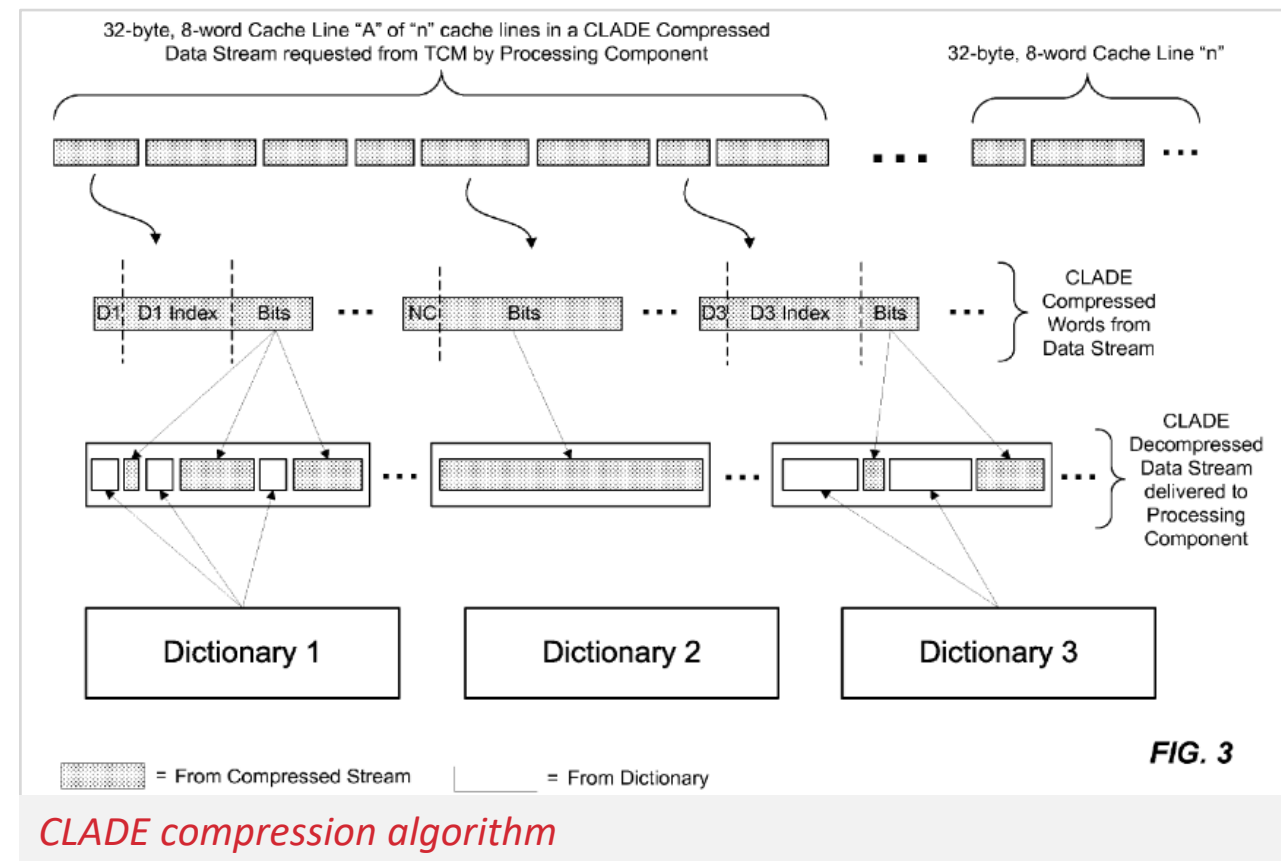 32-byte, 8-word Cache Line “A” of “n” cache lines in a CLADE Compressed
Data Stream requested from TCM by Processing Component
32-byte, 8-word Cache Line “n”
D1 D1 Index Bits
NC Bits
D3 D3 Index Bits
CLADE
Compressed
Words from
Data Stream
CLADE
Decompressed
Data Stream
delivered to
Processing
Component
Dictionary 1
Dictionary 2
Dictionary 3
FIG. 3
= From Compressed Stream
= From Dictionary
CLADE compression algorithm